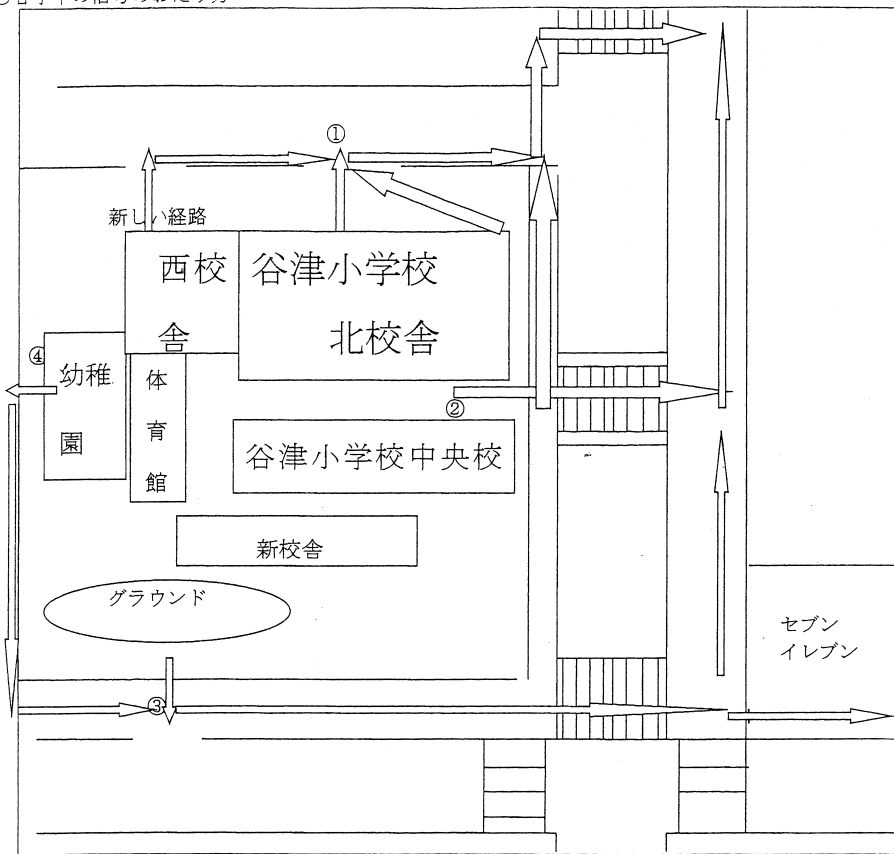 ①
新しい経路
西校
舎
谷津小学校
北校舎
④
幼稚
園
体
育
館
②
谷津小学校中央校
新校舎
グラウンド
セブン
イレブン
③